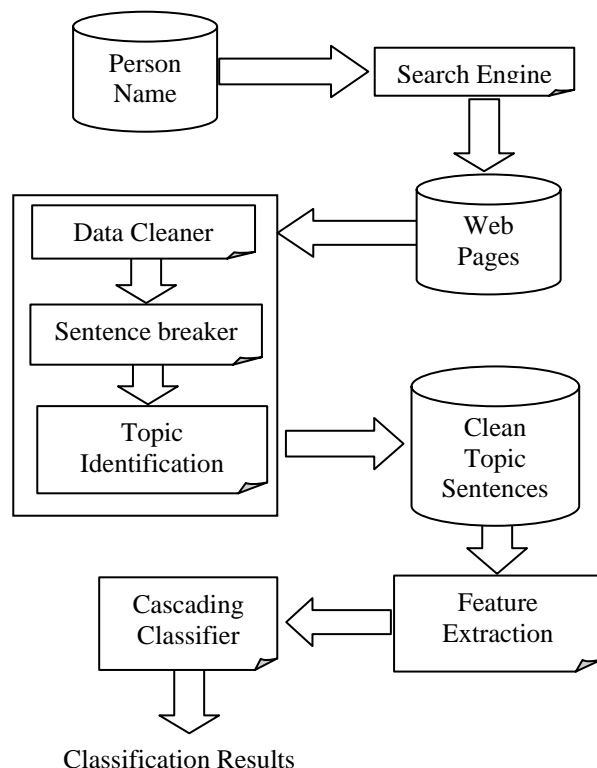 Person
Name
Search Engine
Web
Pages
Data Cleaner
Sentence breaker
Topic
Identification
Clean
Topic
Sentences
Feature
Extraction
Cascading
Classifier
Classification Results